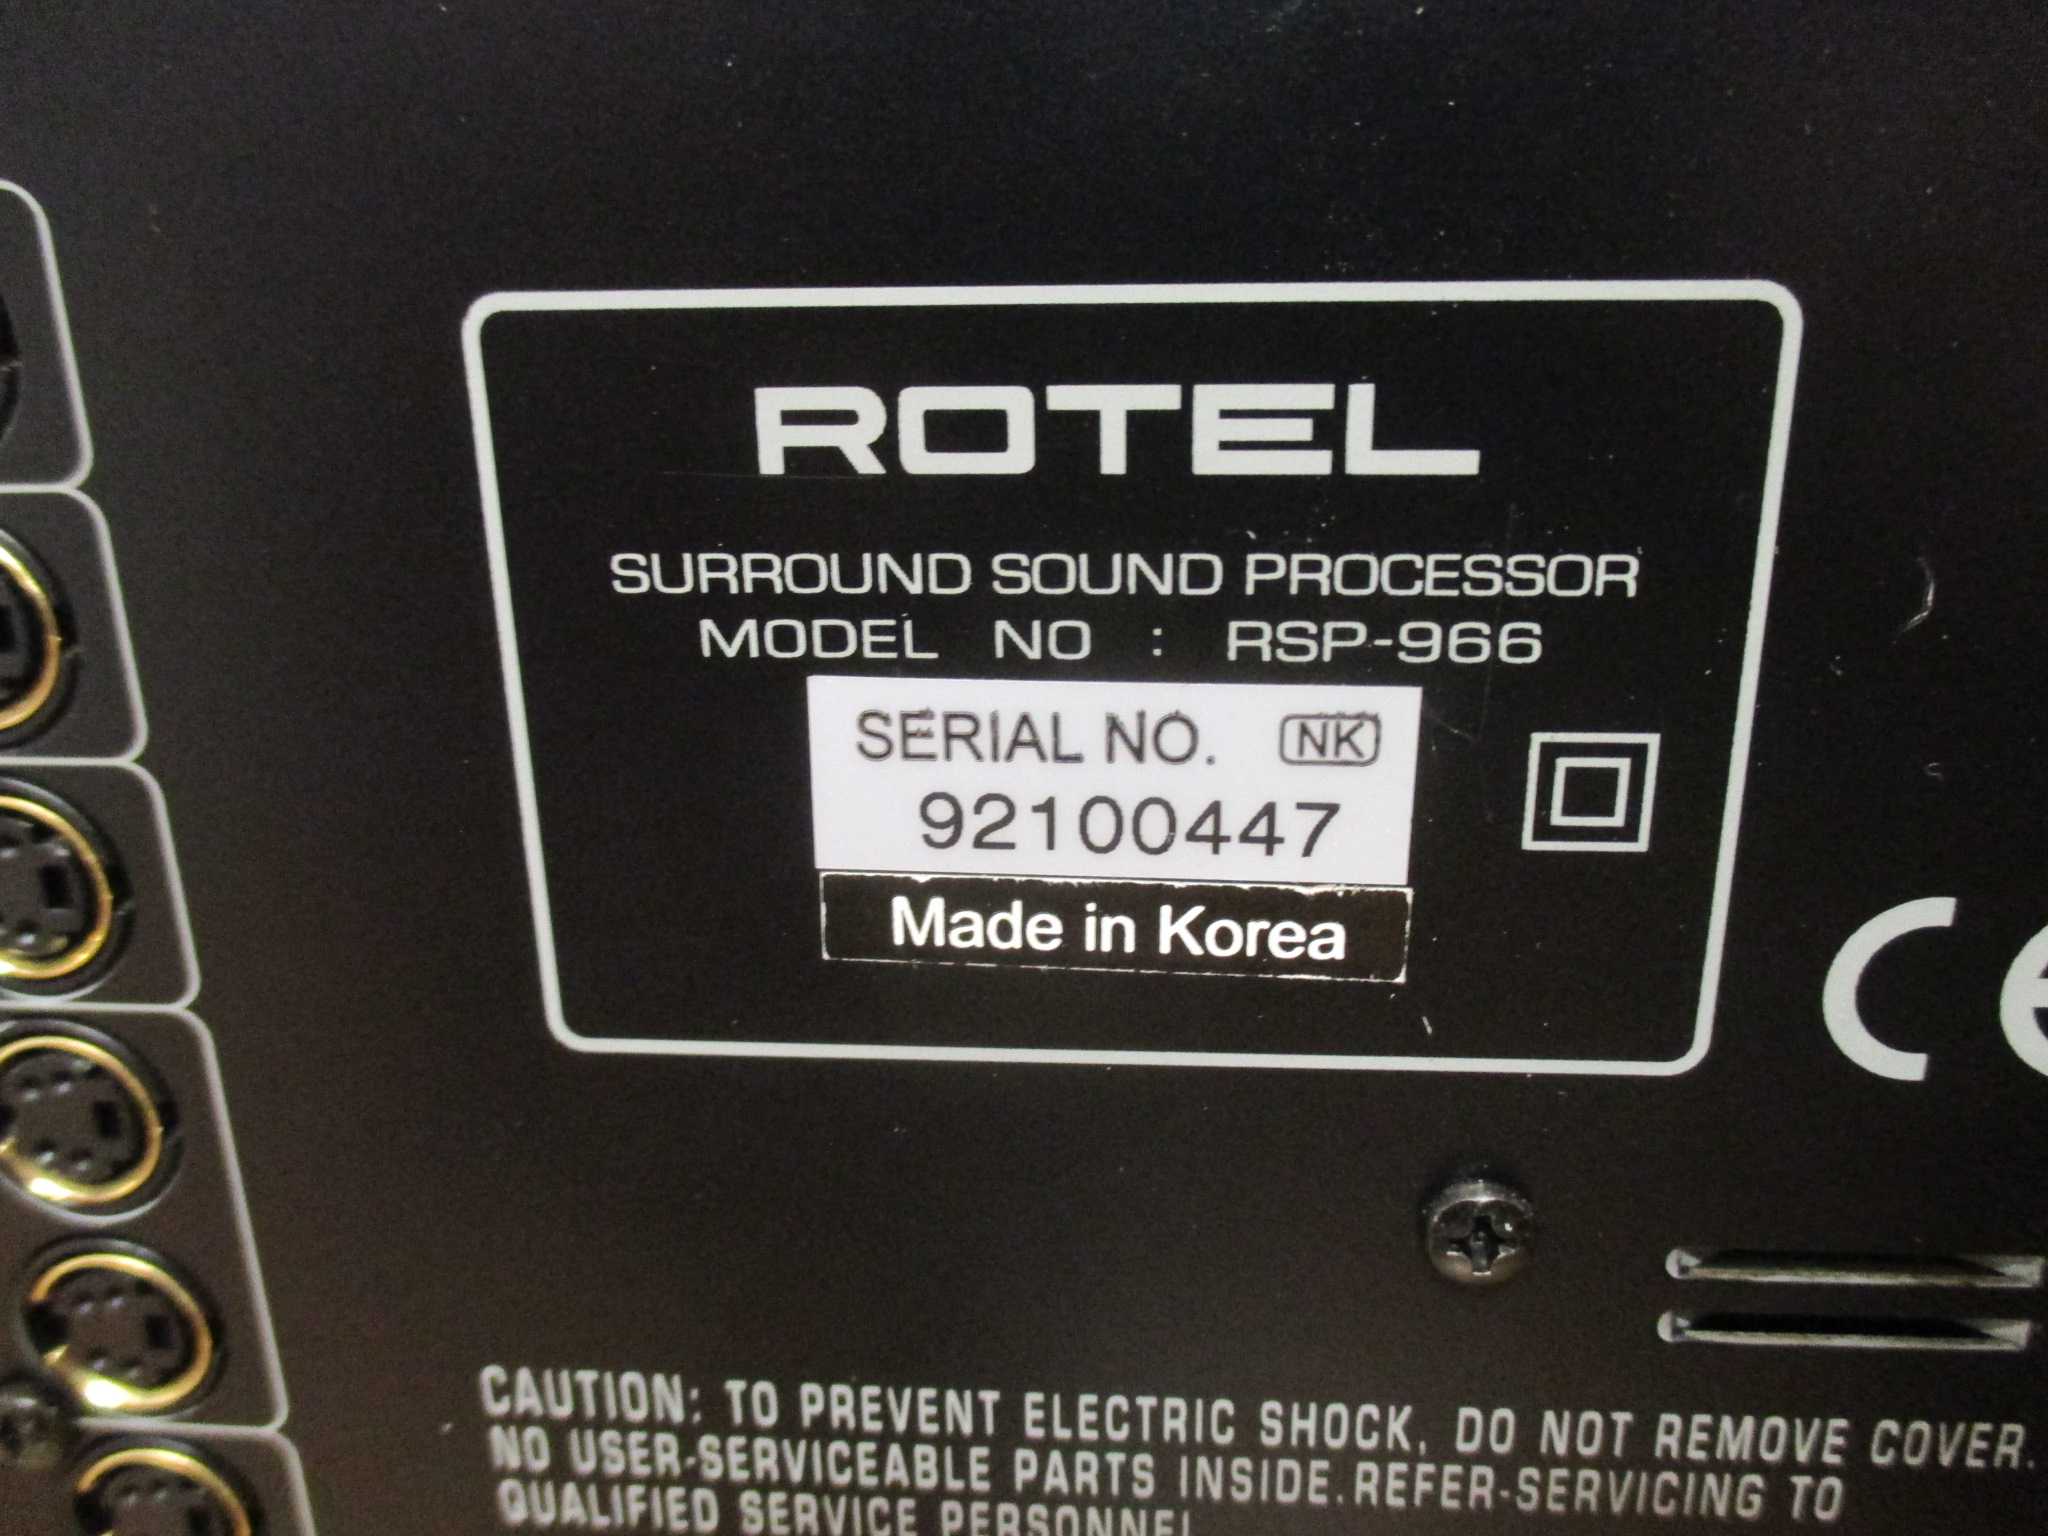 ROTEL
SURROUND SOUND PROCESSOR
MODEL NO : RSP-966
SERIAL NO. NK
92100447
Made in Korea
CE
CAUTION: TO PREVENT ELECTRIC SHOCK, DO NOT REMOVE COVER.
NO USER-SERVICEABLE PARTS INSIDE.REFER-SERVICING TO
QUALIFIED SERVICE PERSONNEL